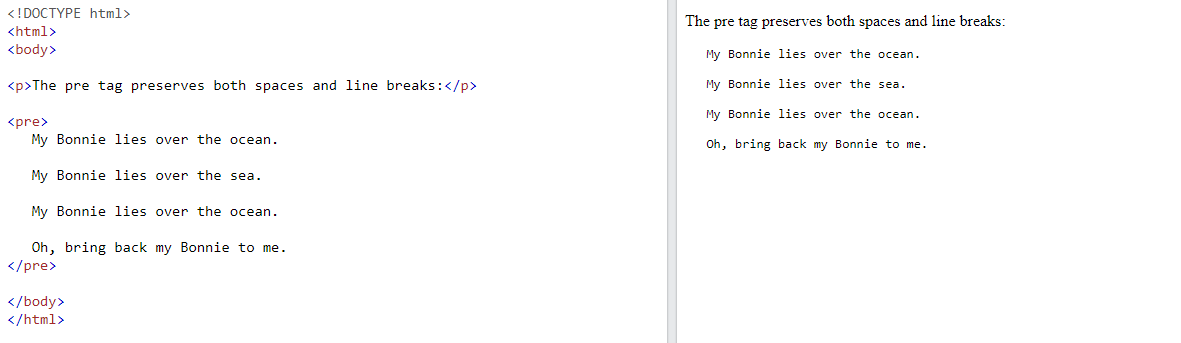 <!DOCTYPE html>
<html>
<body>
<p>The pre tag preserves both spaces and line breaks:</p>
<pre>
   My Bonnie lies over the ocean.
   My Bonnie lies over the sea.
   My Bonnie lies over the ocean.
   Oh, bring back my Bonnie to me.
</pre>
</body>
</html>
The pre tag preserves both spaces and line breaks:
   My Bonnie lies over the ocean.
   My Bonnie lies over the sea.
   My Bonnie lies over the ocean.
   Oh, bring back my Bonnie to me.